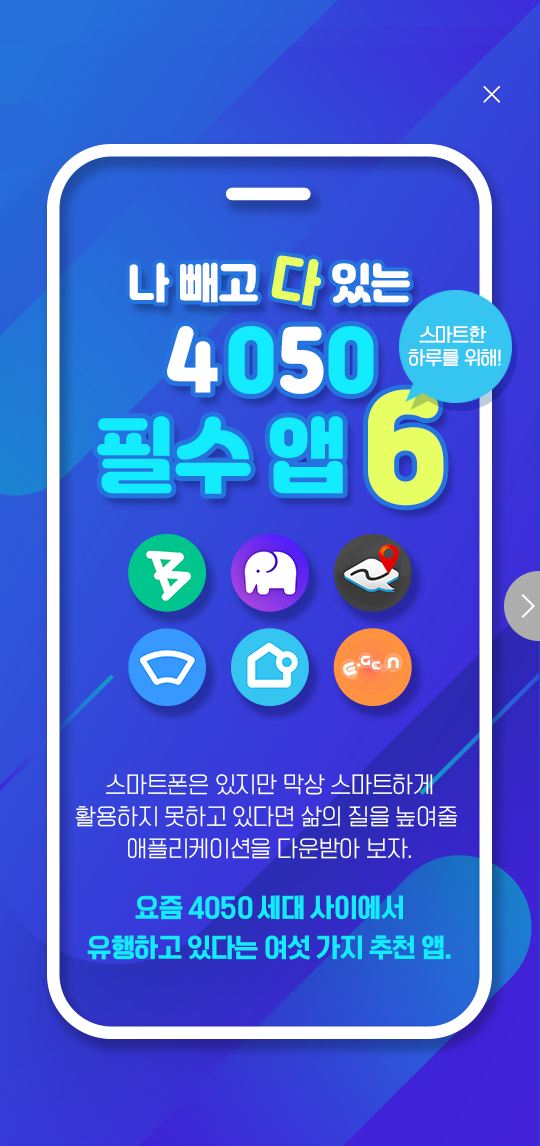 나 빼고 다 있는
4050
스마트한
하루를 위해!
필수 앱 6
E-Gen
스마트폰은 있지만 막상 스마트하게
활용하지 못하고 있다면 삶의 질을 높여줄
애플리케이션을 다운받아 보자.
요즘 4050 세대 사이에서
유행하고 있다는 여섯 가지 추천 앱.